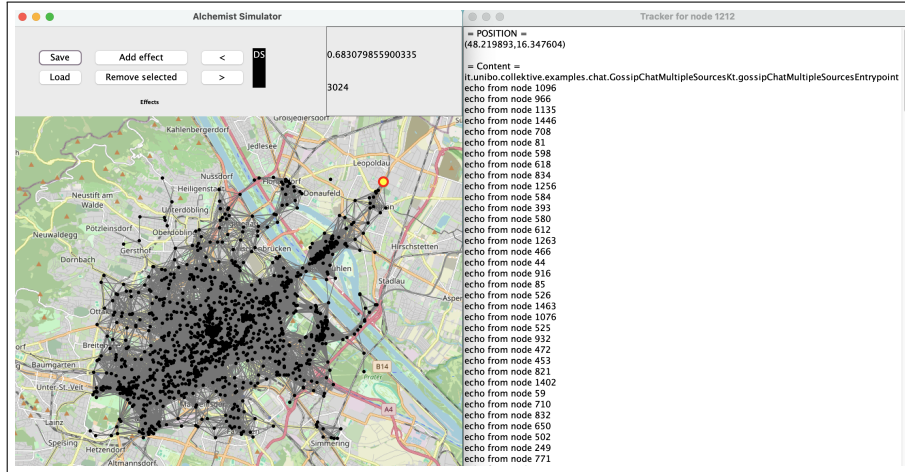 Alchemist Simulator
Save
Add effect
<
DS
Load
Remove selected
>
Effects
0.683079855900335
3024
Kahlenbergerdorf
Jedlesee
Leopoldau
Nussdorf
Heiligenstadt
Donaufeld
Neustift am
Walde
Unterdöbling
Pötzleinsdorf
Oberdöbling
Neuwaldegg
Gersthof
Hirschstetten
Dornbach
Stadlau
Baumgarten
B14
Prater
Unter-St.-Veit
A4
Lainz
Speising
Hetzendorf
Simmering
Altmannsdorf
Tracker for node 1212
= POSITION =
(48.219893,16.347604)
= Content =
it.unibo.collektive.examples.chat.GossipChatMultipleSourcesKt.gossipChatMultipleSourcesEntrypoint
echo from node 1096
echo from node 966
echo from node 1135
echo from node 1446
echo from node 708
echo from node 81
echo from node 598
echo from node 618
echo from node 834
echo from node 1256
echo from node 584
echo from node 393
echo from node 580
echo from node 612
echo from node 1263
echo from node 466
echo from node 44
echo from node 916
echo from node 85
echo from node 526
echo from node 1463
echo from node 1076
echo from node 525
echo from node 932
echo from node 472
echo from node 453
echo from node 821
echo from node 1402
echo from node 59
echo from node 710
echo from node 832
echo from node 650
echo from node 502
echo from node 249
echo from node 771